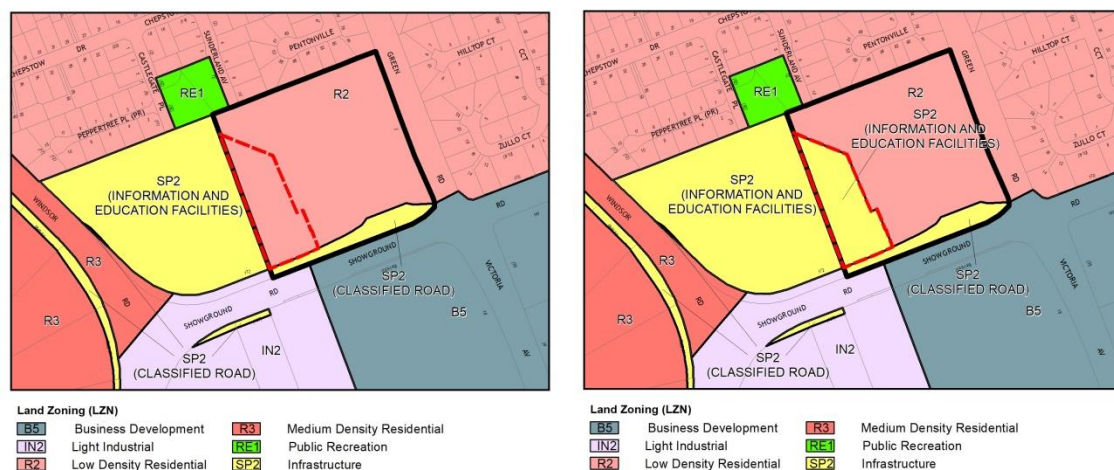 CHEPSTOW
DR
CHEPSTOW
CASTLEGATE PL
SUNDERLAND AV
PENTONVILLE
GREEN
HILLTOP CT
CCT
RE1
R2
PEPPERTREE PL (PR)
ZULLO CT
SP2
(INFORMATION AND
EDUCATION FACILITIES)
RD
RD
WINDSOR
R3
RD
SHOWGROUND
SP2
(CLASSIFIED ROAD)
VICTORIA
R3
SHOWGROUND
RD
B5
SP2
(CLASSIFIED ROAD)
IN2
AV
Land Zoning (LZN)
B5 Business Development
IN2 Light Industrial
R2 Low Density Residential
R3 Medium Density Residential
RE1 Public Recreation
SP2 Infrastructure
CHEPSTOW
DR
CHEPSTOW
CASTLEGATE PL
SUNDERLAND AV
PENTONVILLE
GREEN
HILLTOP CT
CCT
RE1
R2
SP2
(INFORMATION AND
EDUCATION FACILITIES)
PEPPERTREE PL (PR)
ZULLO CT
SP2
(INFORMATION AND
EDUCATION FACILITIES)
RD
RD
WINDSOR
R3
RD
SHOWGROUND
SP2
(CLASSIFIED ROAD)
VICTORIA
R3
SHOWGROUND
RD
B5
SP2
(CLASSIFIED ROAD)
IN2
AV
Land Zoning (LZN)
B5 Business Development
IN2 Light Industrial
R2 Low Density Residential
R3 Medium Density Residential
RE1 Public Recreation
SP2 Infrastructure